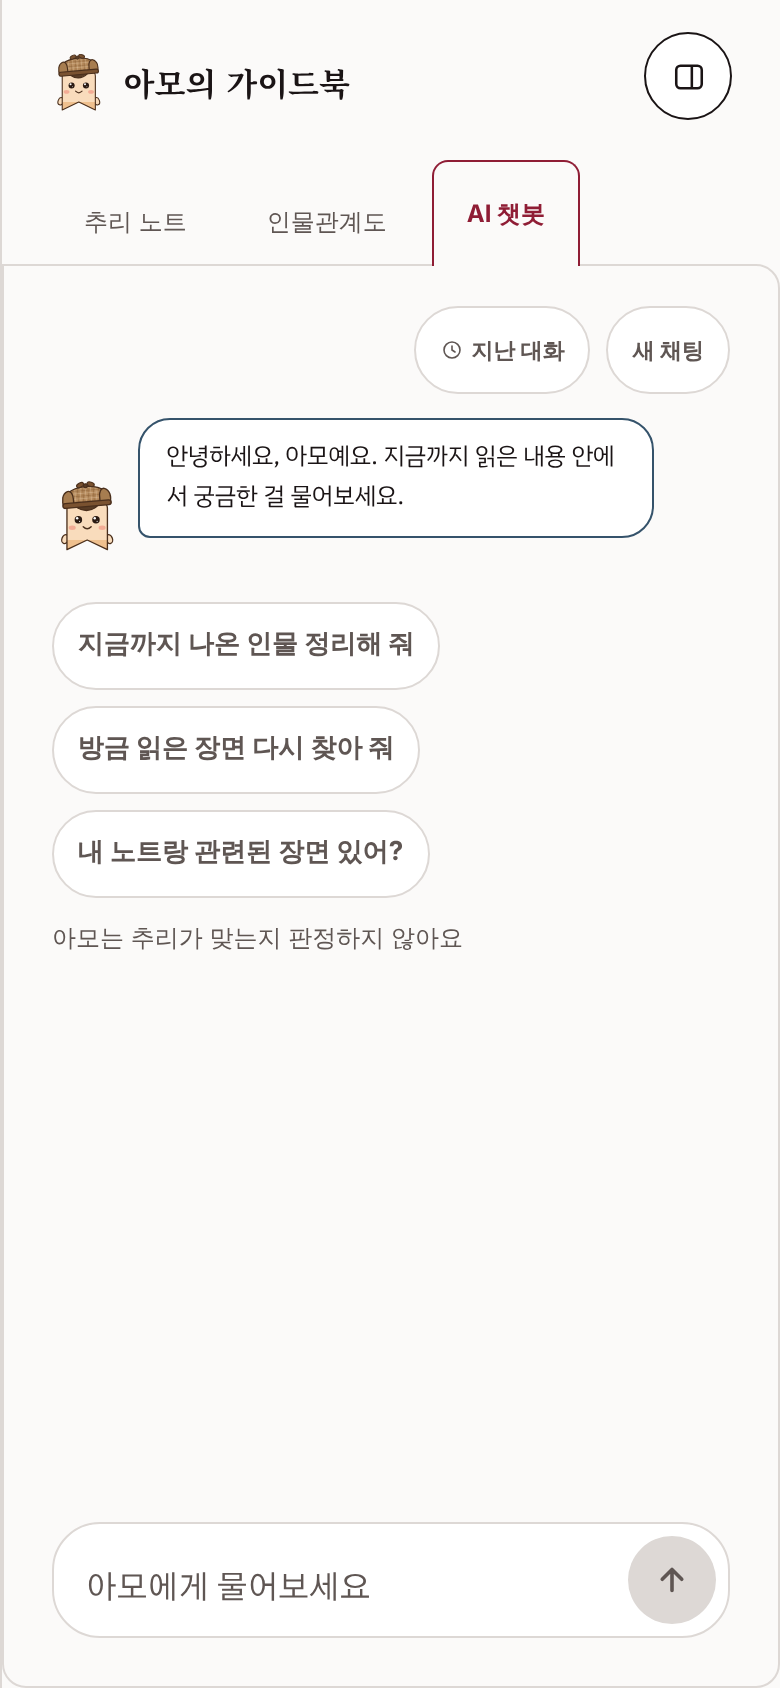 아모의 가이드북
추리 노트
인물관계도
AI 챗봇
지난 대화
새 채팅
안녕하세요, 아모예요. 지금까지 읽은 내용 안에
서 궁금한 걸 물어보세요.
지금까지 나온 인물 정리해 줘
방금 읽은 장면 다시 찾아 줘
내 노트랑 관련된 장면 있어?
아모는 추리가 맞는지 판정하지 않아요
아모에게 물어보세요